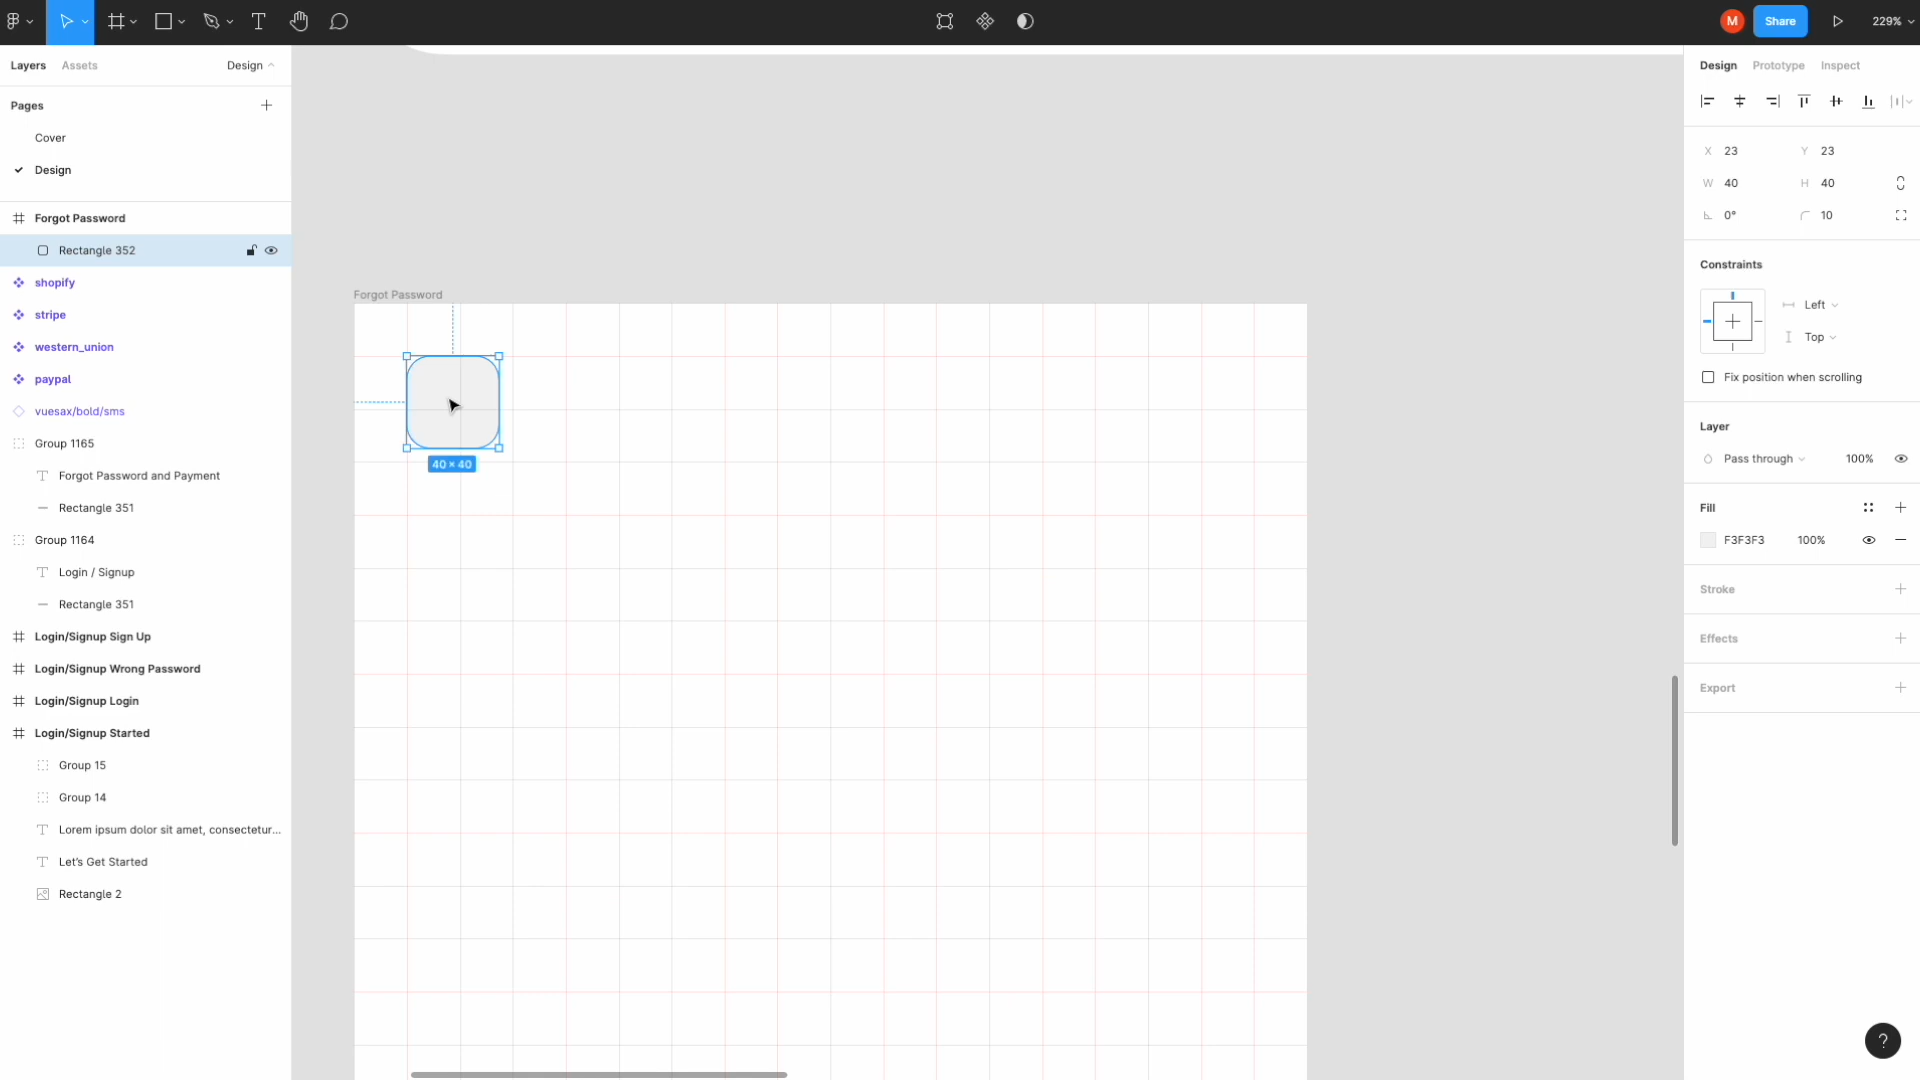 M
Share
229%
Layers
Assets
Design
Pages
Cover
Design
Forgot Password
Rectangle 352
shopify
stripe
western_union
paypal
vuesax/bold/sms
Group 1165
Forgot Password and Payment
Rectangle 351
Group 1164
Login / Signup
Rectangle 351
Login/Signup Sign Up
Login/Signup Wrong Password
Login/Signup Login
Login/Signup Started
Group 15
Group 14
Lorem ipsum dolor sit amet, consectetur...
Let's Get Started
Rectangle 2
Forgot Password
40 × 40
Design
Prototype
Inspect
X 23
Y 23
W 40
H 40
0°
10
Constraints
Left
Top
Fix position when scrolling
Layer
Pass through
100%
Fill
F3F3F3
100%
Stroke
Effects
Export
?